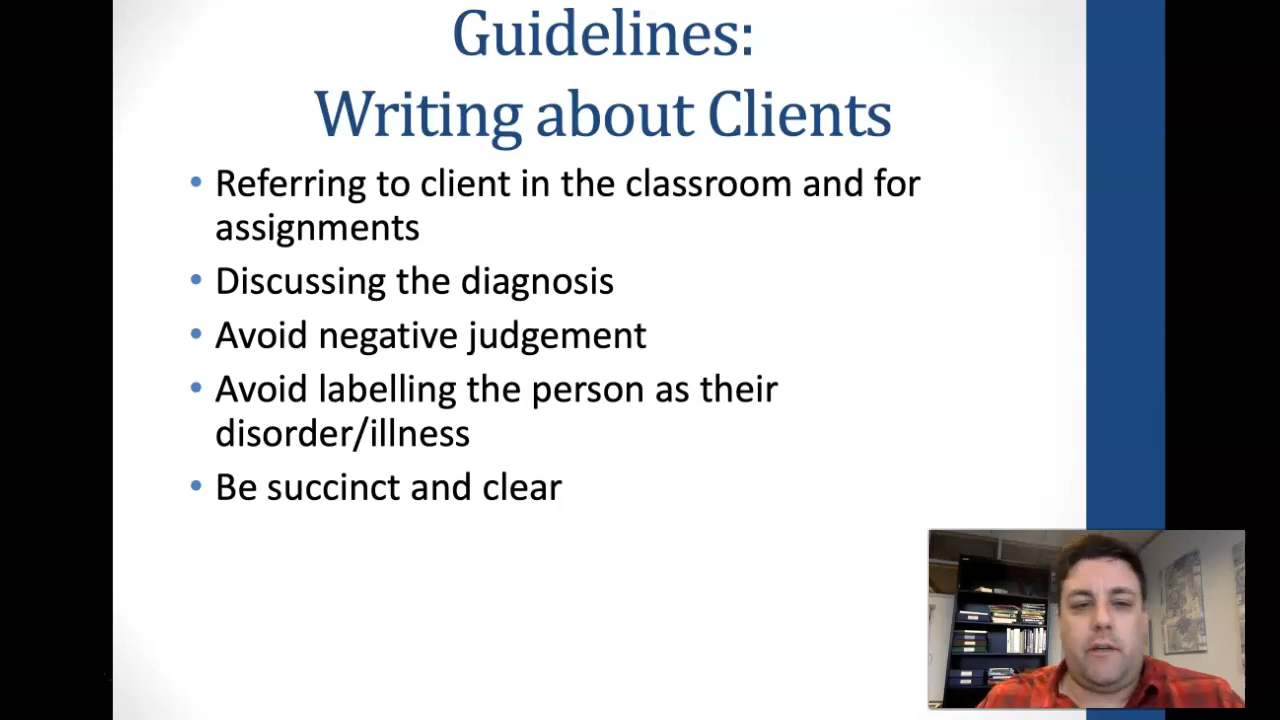 Guidelines:
Writing about Clients
• Referring to client in the classroom and for
assignments
• Discussing the diagnosis
• Avoid negative judgement
• Avoid labelling the person as their
disorder/illness
• Be succinct and clear